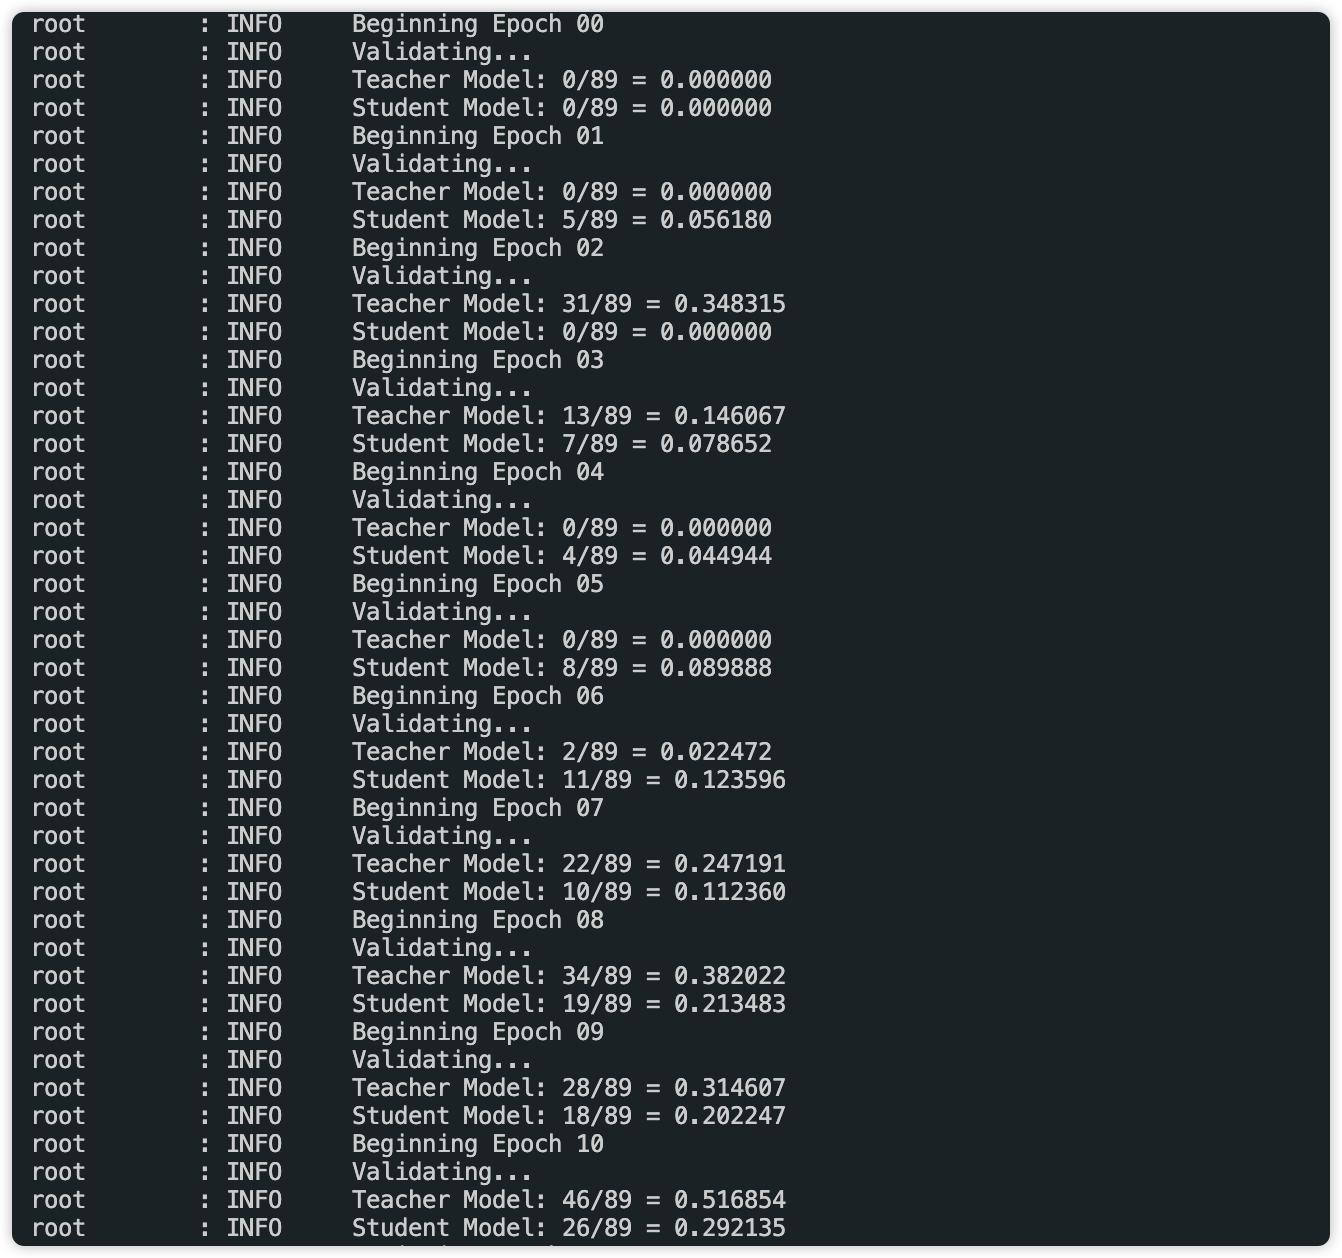 root : INFO Beginning Epoch 00
root : INFO Validating...
root : INFO Teacher Model: 0/89 = 0.000000
root : INFO Student Model: 0/89 = 0.000000
root : INFO Beginning Epoch 01
root : INFO Validating...
root : INFO Teacher Model: 0/89 = 0.000000
root : INFO Student Model: 5/89 = 0.056180
root : INFO Beginning Epoch 02
root : INFO Validating...
root : INFO Teacher Model: 31/89 = 0.348315
root : INFO Student Model: 0/89 = 0.000000
root : INFO Beginning Epoch 03
root : INFO Validating...
root : INFO Teacher Model: 13/89 = 0.146067
root : INFO Student Model: 7/89 = 0.078652
root : INFO Beginning Epoch 04
root : INFO Validating...
root : INFO Teacher Model: 0/89 = 0.000000
root : INFO Student Model: 4/89 = 0.044944
root : INFO Beginning Epoch 05
root : INFO Validating...
root : INFO Teacher Model: 0/89 = 0.000000
root : INFO Student Model: 8/89 = 0.089888
root : INFO Beginning Epoch 06
root : INFO Validating...
root : INFO Teacher Model: 2/89 = 0.022472
root : INFO Student Model: 11/89 = 0.123596
root : INFO Beginning Epoch 07
root : INFO Validating...
root : INFO Teacher Model: 22/89 = 0.247191
root : INFO Student Model: 10/89 = 0.112360
root : INFO Beginning Epoch 08
root : INFO Validating...
root : INFO Teacher Model: 34/89 = 0.382022
root : INFO Student Model: 19/89 = 0.213483
root : INFO Beginning Epoch 09
root : INFO Validating...
root : INFO Teacher Model: 28/89 = 0.314607
root : INFO Student Model: 18/89 = 0.202247
root : INFO Beginning Epoch 10
root : INFO Validating...
root : INFO Teacher Model: 46/89 = 0.516854
root : INFO Student Model: 26/89 = 0.292135